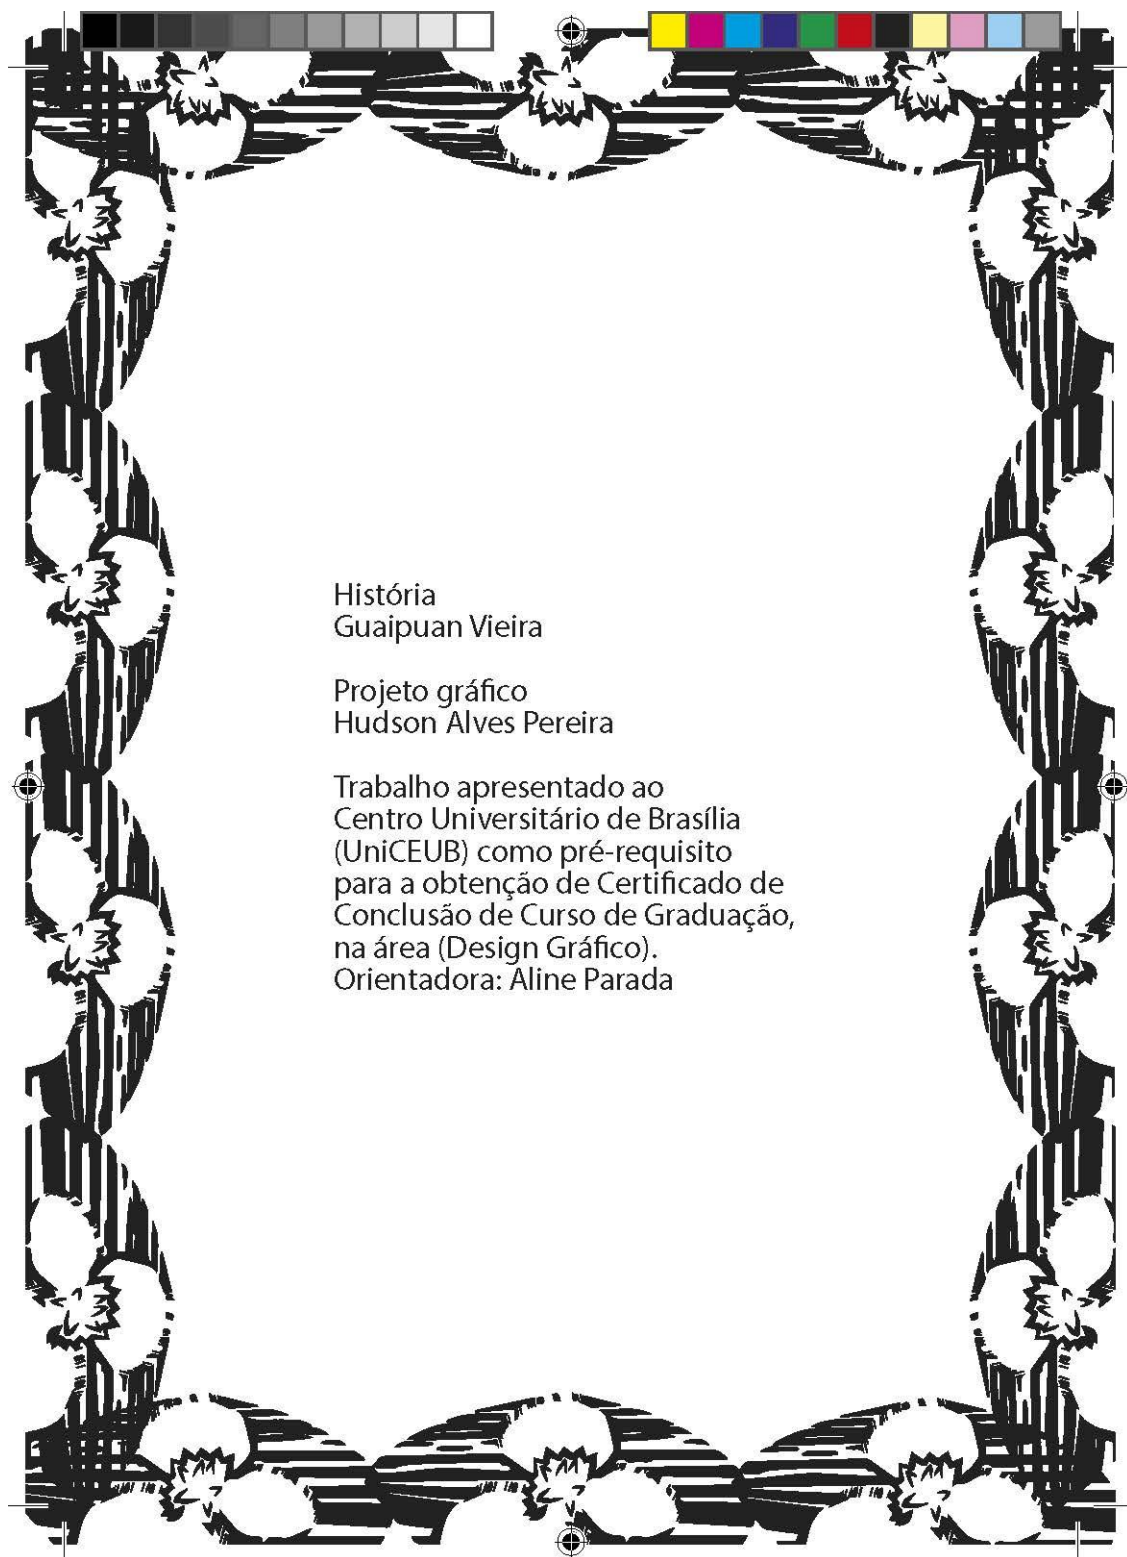 História
Guaipuan Vieira
Projeto gráfico
Hudson Alves Pereira
Trabalho apresentado ao
Centro Universitário de Brasília
(UniCEUB) como pré-requisito
para a obtenção de Certificado de
Conclusão de Curso de Graduação,
na área (Design Gráfico).
Orientadora: Aline Parada